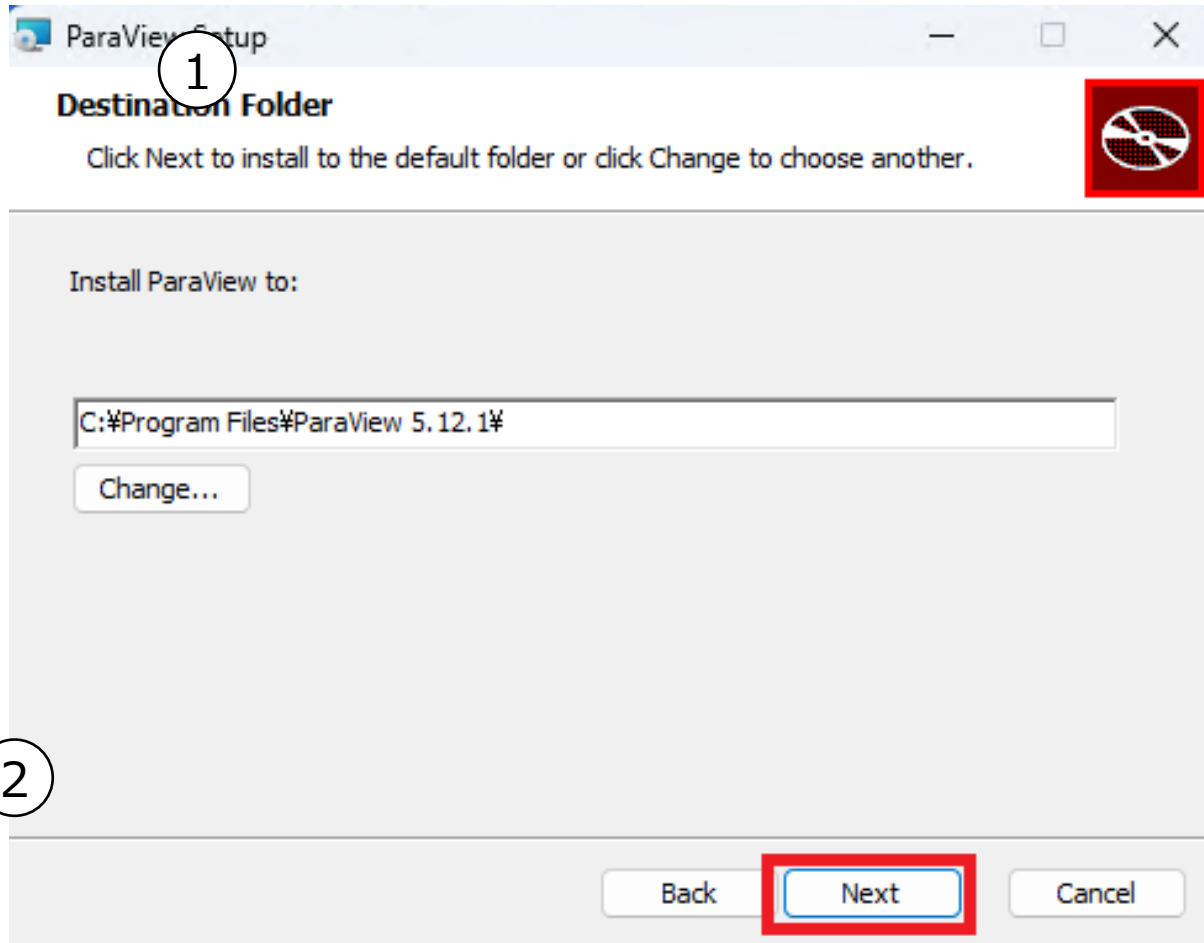 ParaView Setup
1
Destination Folder
Click Next to install to the default folder or click Change to choose another.
Install ParaView to:
C:¥Program Files¥ParaView 5.12.1¥
Change...
2
Back
Next
Cancel